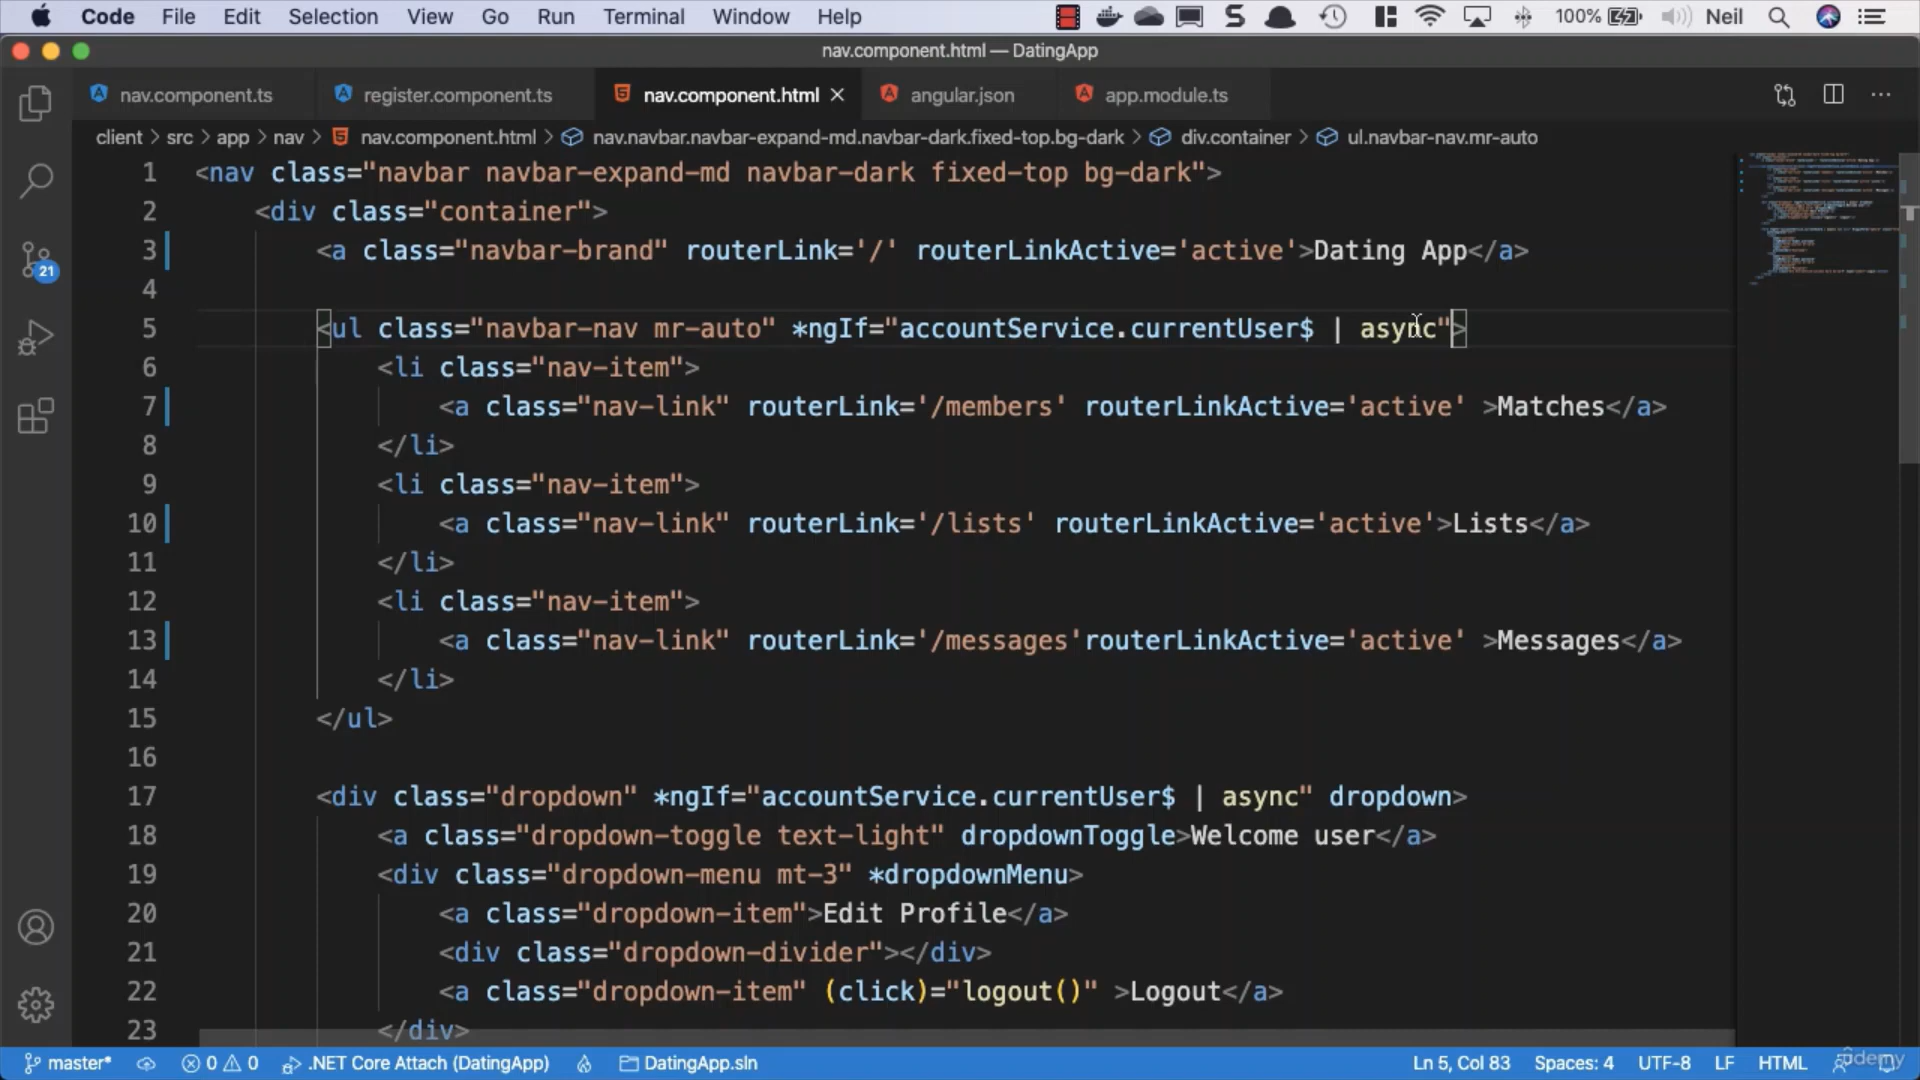 Code File Edit Selection View Go Run Terminal Window Help 100% Neil
nav.component.html — DatingApp
nav.component.ts register.component.ts nav.component.html angular.json app.module.ts
client > src > app > nav > nav.component.html > nav.navbar.navbar-expand-md.navbar-dark.fixed-top.bg-dark > div.container > ul.navbar-nav.mr-auto
1 <nav class="navbar navbar-expand-md navbar-dark fixed-top bg-dark">
2 <div class="container">
3 <a class="navbar-brand" routerLink='/' routerLinkActive='active'>Dating App</a>
4
5 <ul class="navbar-nav mr-auto" *ngIf="accountService.currentUser$ | async">
6 <li class="nav-item">
7 <a class="nav-link" routerLink='/members' routerLinkActive='active' >Matches</a>
8 </li>
9 <li class="nav-item">
10 <a class="nav-link" routerLink='/lists' routerLinkActive='active'>Lists</a>
11 </li>
12 <li class="nav-item">
13 <a class="nav-link" routerLink='/messages'routerLinkActive='active' >Messages</a>
14 </li>
15 </ul>
16
17 <div class="dropdown" *ngIf="accountService.currentUser$ | async" dropdown>
18 <a class="dropdown-toggle text-light" dropdownToggle>Welcome user</a>
19 <div class="dropdown-menu mt-3" *dropdownMenu>
20 <a class="dropdown-item">Edit Profile</a>
21 <div class="dropdown-divider"></div>
22 <a class="dropdown-item" (click)="logout()" >Logout</a>
23 </div>
21
master* 0 0 .NET Core Attach (DatingApp) DatingApp.sln Ln 5, Col 83 Spaces: 4 UTF-8 LF HTML
udemy